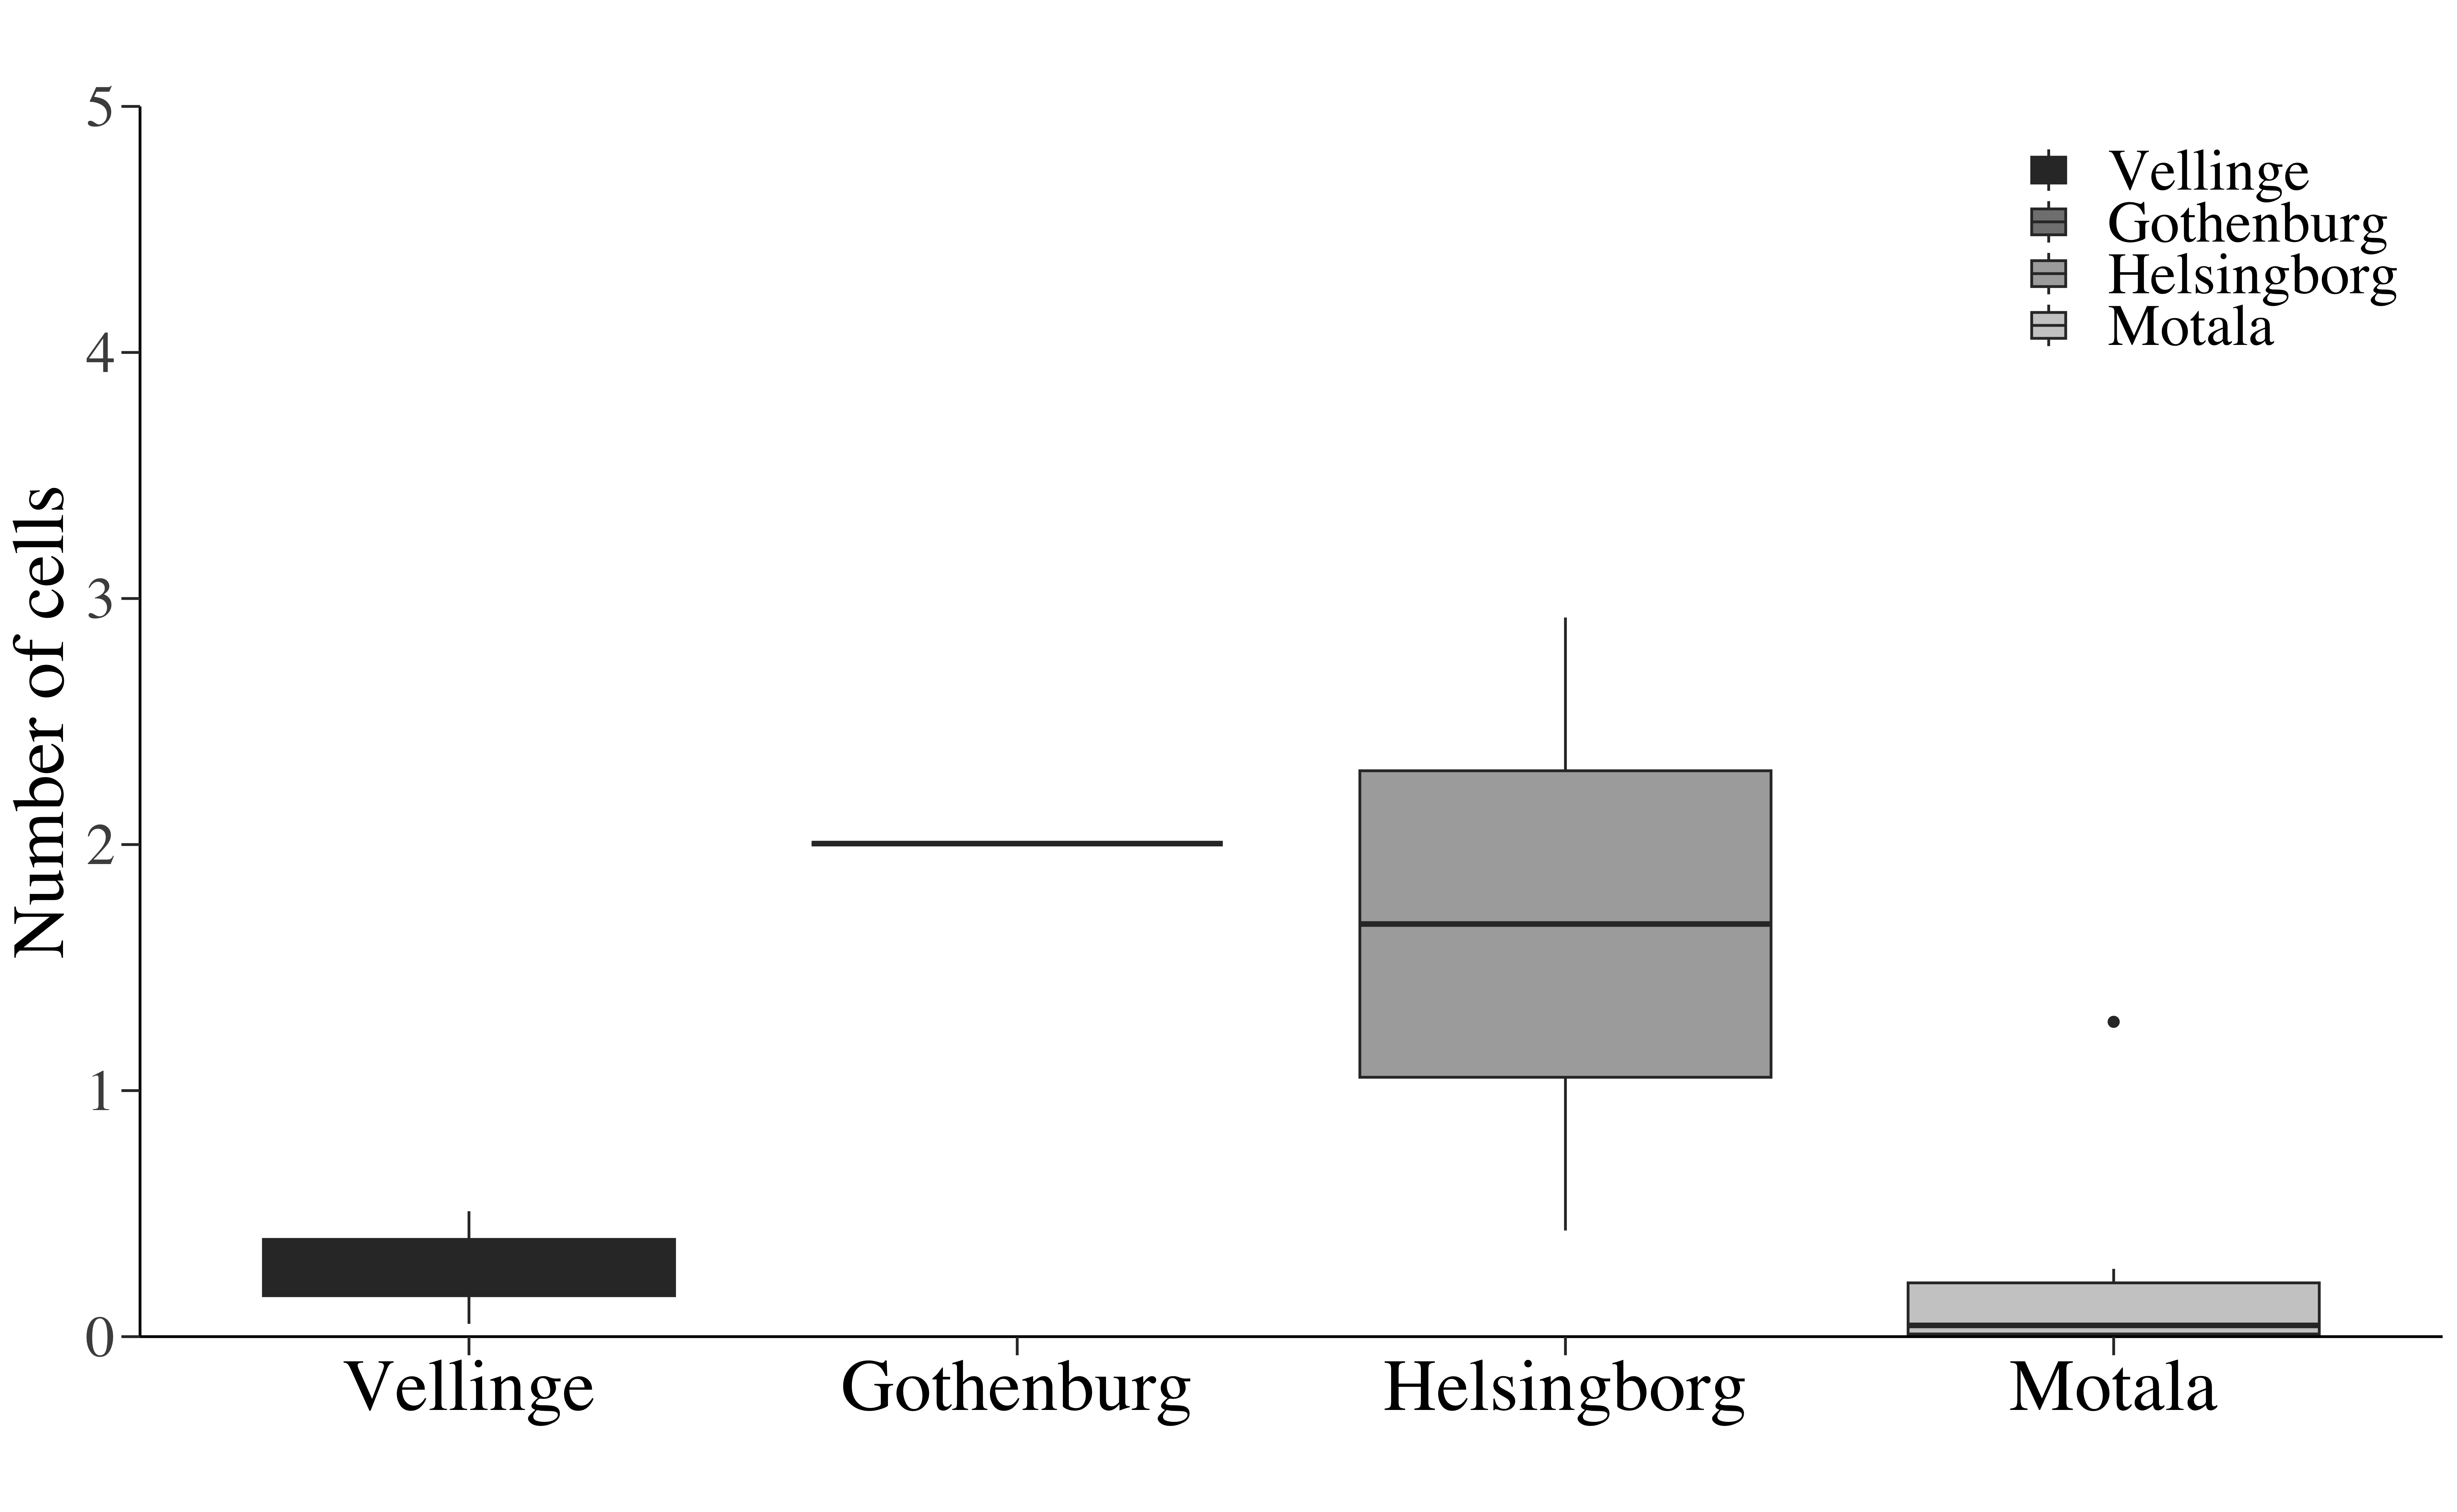 5
4
3
2
1
0
Number of cells
Vellinge
Gothenburg
Helsingborg
Motala
Vellinge
Gothenburg
Helsingborg
Motala